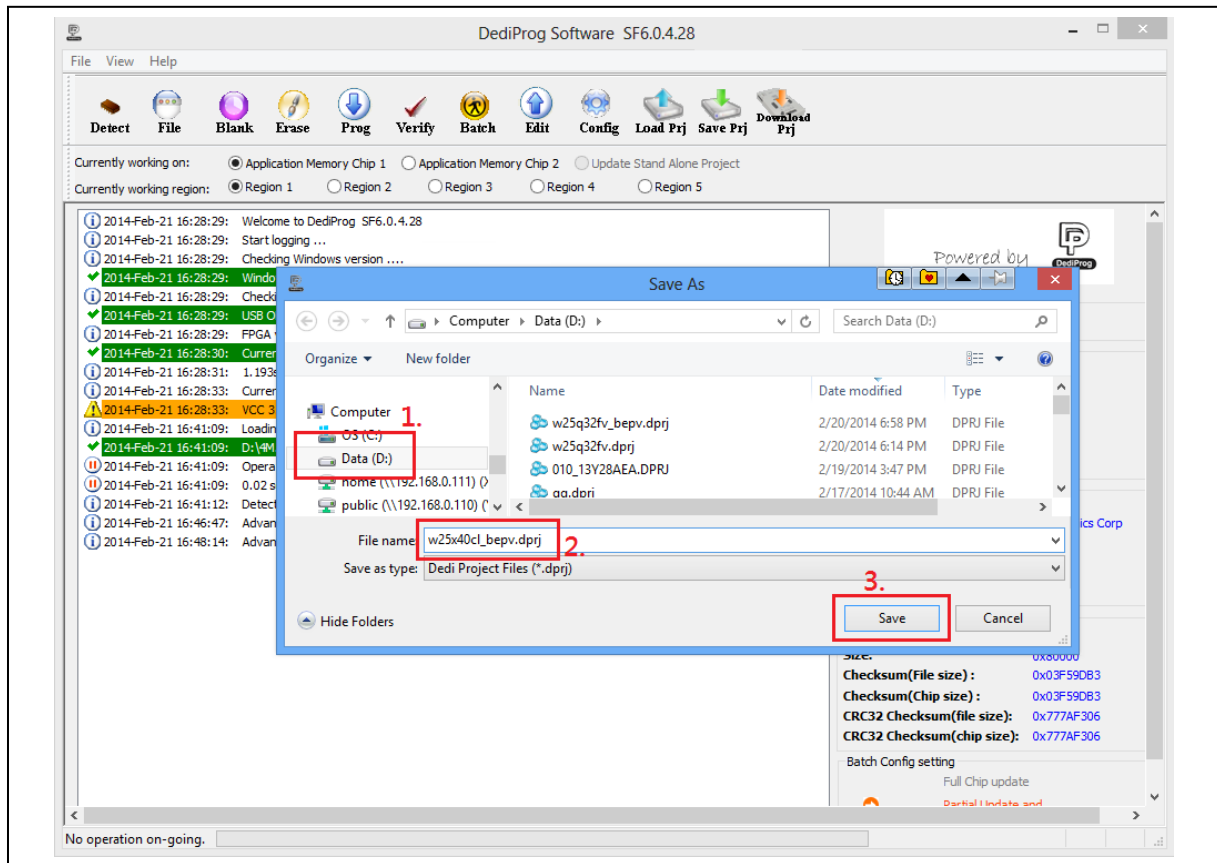 DediProg Software SF6.0.4.28
File View Help
Detect File Blank Erase Prog Verify Batch Edit Config Load Prj Save Prj Download Prj
Currently working on: Application Memory Chip 1 Application Memory Chip 2 Update Stand Alone Project
Currently working region: Region 1 Region 2 Region 3 Region 4 Region 5
2014-Feb-21 16:28:29: Welcome to DediProg SF6.0.4.28
2014-Feb-21 16:28:29: Start logging ...
2014-Feb-21 16:28:29: Checking Windows version ....
2014-Feb-21 16:28:29: Windo
2014-Feb-21 16:28:29: Checki
2014-Feb-21 16:28:29: USB O
2014-Feb-21 16:28:29: FPGA
2014-Feb-21 16:28:30: Curren
2014-Feb-21 16:28:31: 1.193s
2014-Feb-21 16:28:33: Curren
2014-Feb-21 16:28:33: VCC 3
2014-Feb-21 16:41:09: Loadin
2014-Feb-21 16:41:09: D:\4M
2014-Feb-21 16:41:09: Opera
2014-Feb-21 16:41:09: 0.02 s
2014-Feb-21 16:41:12: Detect
2014-Feb-21 16:46:47: Advan
2014-Feb-21 16:48:14: Advan
Powered by
DediProg
Save As
Computer Data (D:)
Search Data (D:)
Organize New folder
Name Date modified Type
Computer
1.
OS (C:)
Data (D:)
home (\\192.168.0.111) (
public (\\192.168.0.110) ('
w25q32fv_bepv.dprj 2/20/2014 6:58 PM DPRJ File
w25q32fv.dprj 2/20/2014 6:14 PM DPRJ File
010_13Y28AEA.DPRJ 2/19/2014 3:47 PM DPRJ File
qq.dprj 2/17/2014 10:44 AM DPRJ File
File name: w25x40cl_bepv.dprj
2.
Save as type: Dedi Project Files (*.dprj)
3.
Hide Folders
Save Cancel
ics Corp
Size: 0x80000
Checksum(File size) : 0x03F59DB3
Checksum(Chip size) : 0x03F59DB3
CRC32 Checksum(file size): 0x777AF306
CRC32 Checksum(chip size): 0x777AF306
Batch Config setting
Full Chip update
Partial Update and
No operation on-going.